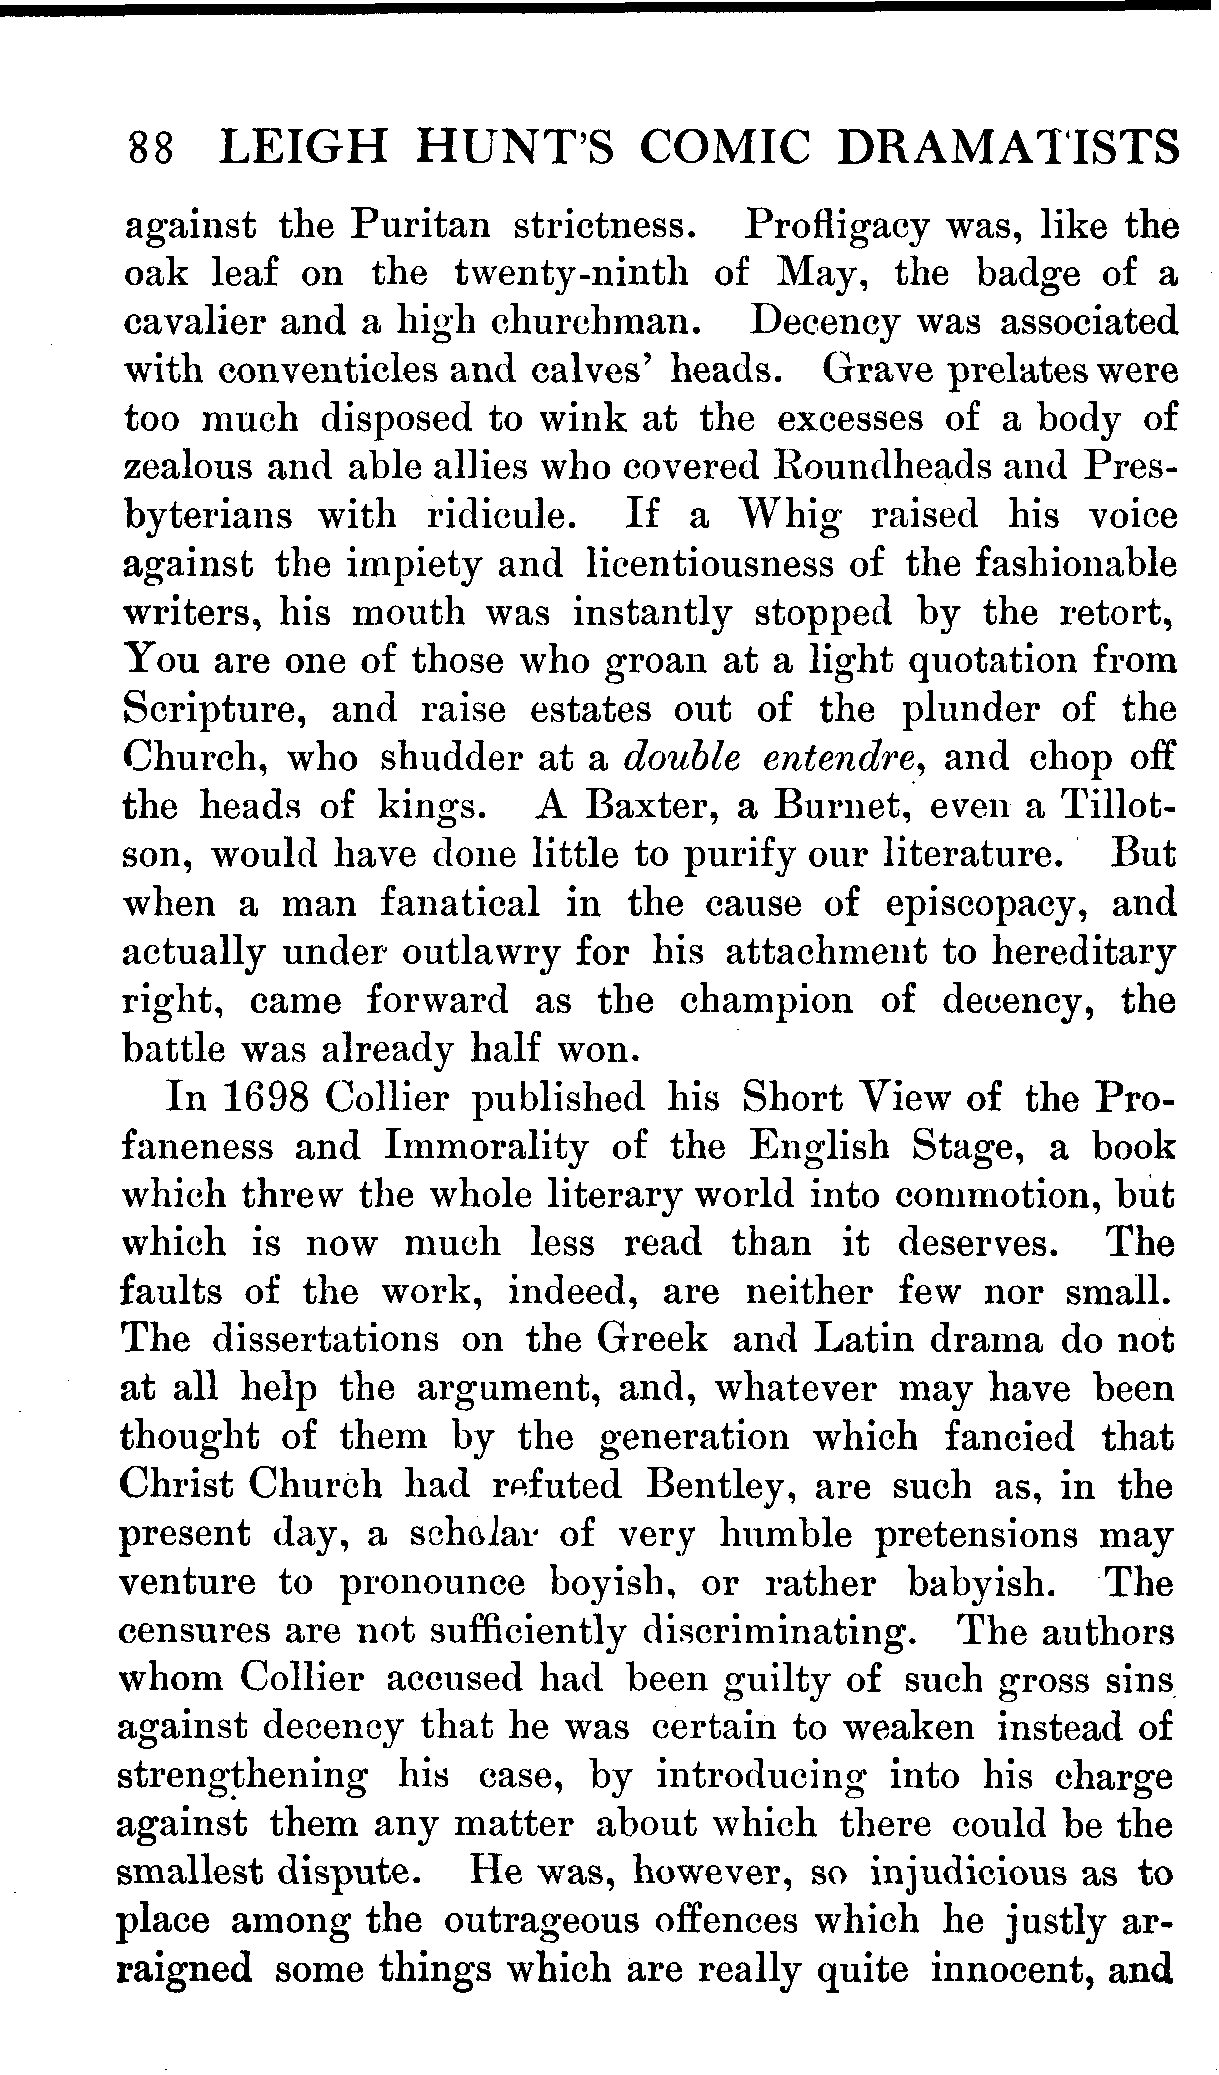 88 LEIGH HUNT'S COMIC DRAMATISTS
against the Puritan strictness. Profligacy was, like the
oak leaf on the twenty-ninth of May, the badge of a
cavalier and a high churchman. Decency was associated
with conventicles and calves' heads. Grave prelates were
too much disposed to wink at the excesses of a body of
zealous and able allies who covered Roundheads and Pres-
byterians with ridicule. If a Whig raised his voice
against the impiety and licentiousness of the fashionable
writers, his mouth was instantly stopped by the retort,
You are one of those who groan at a light quotation from
Scripture, and raise estates out of the plunder of the
Church, who shudder at a double entendre, and chop off
the heads of kings. A Baxter, a Burnet, even a Tillot-
son, would have done little to purify our literature. But
when a man fanatical in the cause of episcopacy, and
actually under outlawry for his attachment to hereditary
right, came forward as the champion of decency, the
battle was already half won.
In 1698 Collier published his Short View of the Pro-
faneness and Immorality of the English Stage, a book
which threw the whole literary world into commotion, but
which is now much less read than it deserves. The
faults of the work, indeed, are neither few nor small.
The dissertations on the Greek and Latin drama do not
at all help the argument, and, whatever may have been
thought of them by the generation which fancied that
Christ Church had refuted Bentley, are such as, in the
present day, a scholar of very humble pretensions may
venture to pronounce boyish, or rather babyish. The
censures are not sufficiently discriminating. The authors
whom Collier accused had been guilty of such gross sins
against decency that he was certain to weaken instead of
strengthening his case, by introducing into his charge
against them any matter about which there could be the
smallest dispute. He was, however, so injudicious as to
place among the outrageous offences which he justly ar-
raigned some things which are really quite innocent, and